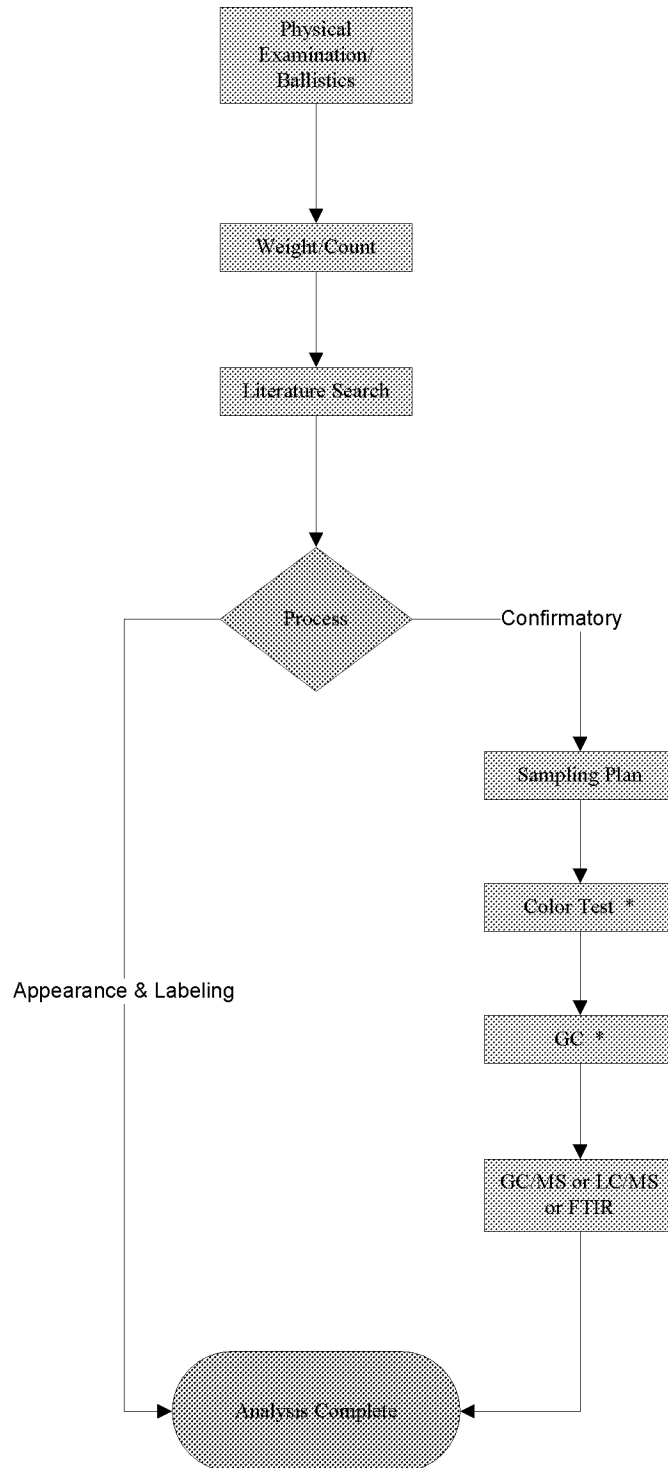 Physical
Examination/
Ballistics
Weight/Count
Literature Search
Process
Confirmatory
Sampling Plan
Color Test *
GC *
Appearance & Labeling
GC/MS or LC/MS
or FTIR
Analysis Complete